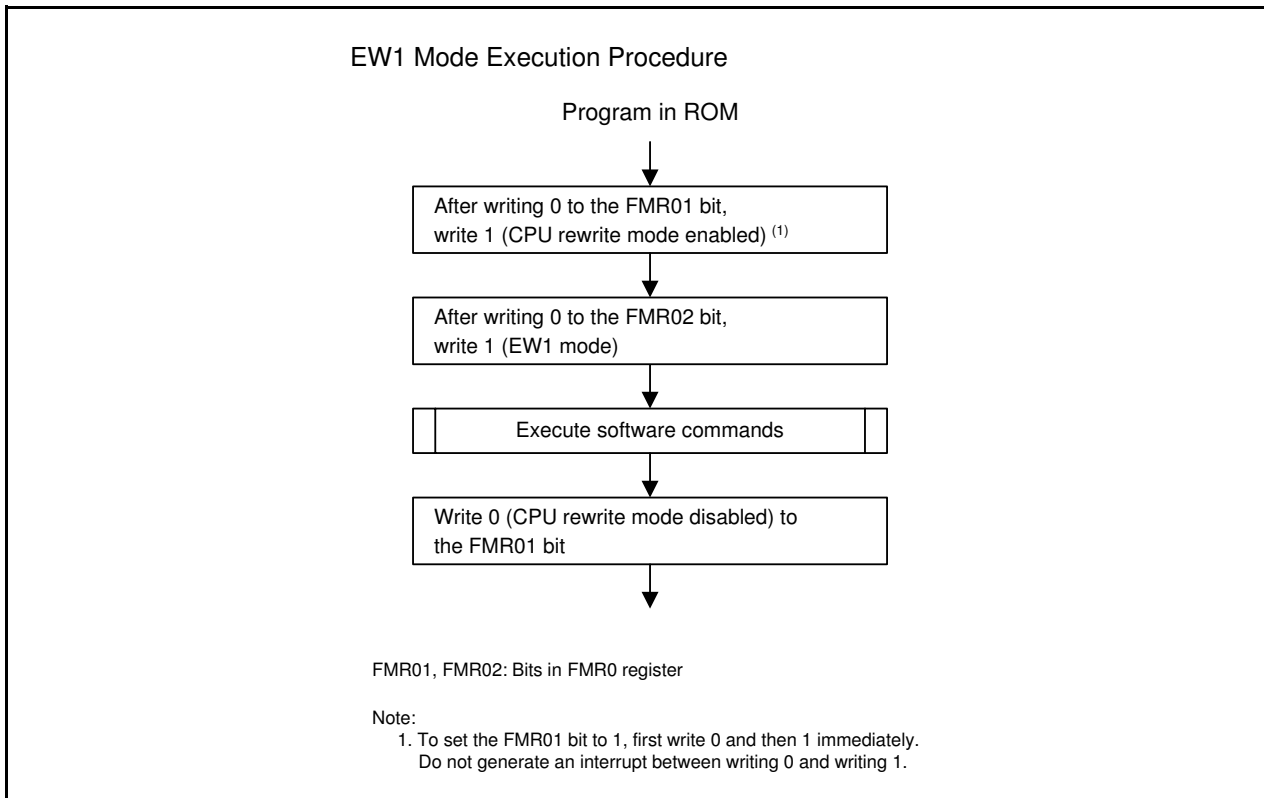 EW1 Mode Execution Procedure
Program in ROM
After writing 0 to the FMR01 bit,
write 1 (CPU rewrite mode enabled) (1)
After writing 0 to the FMR02 bit,
write 1 (EW1 mode)
Execute software commands
Write 0 (CPU rewrite mode disabled) to
the FMR01 bit
FMR01, FMR02: Bits in FMR0 register
Note:
1. To set the FMR01 bit to 1, first write 0 and then 1 immediately.
Do not generate an interrupt between writing 0 and writing 1.